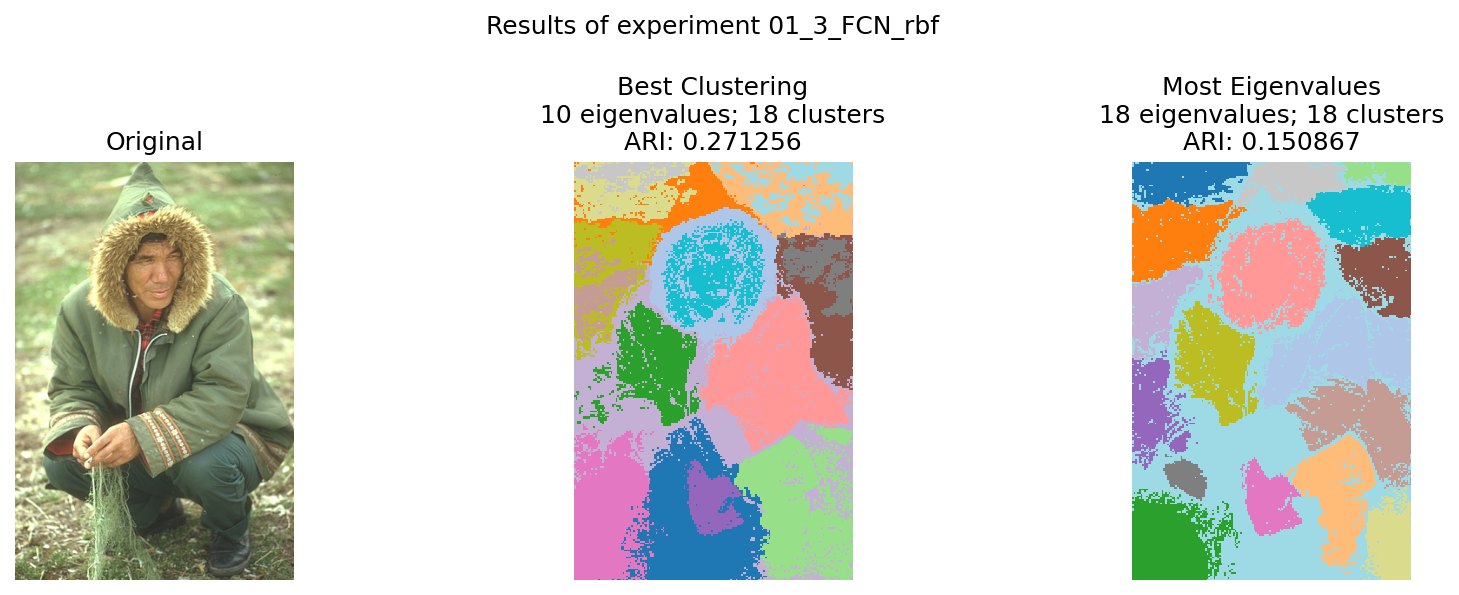 Results of experiment 01_3_FCN_rbf
Original
Best Clustering
10 eigenvalues; 18 clusters
ARI: 0.271256
Most Eigenvalues
18 eigenvalues; 18 clusters
ARI: 0.150867